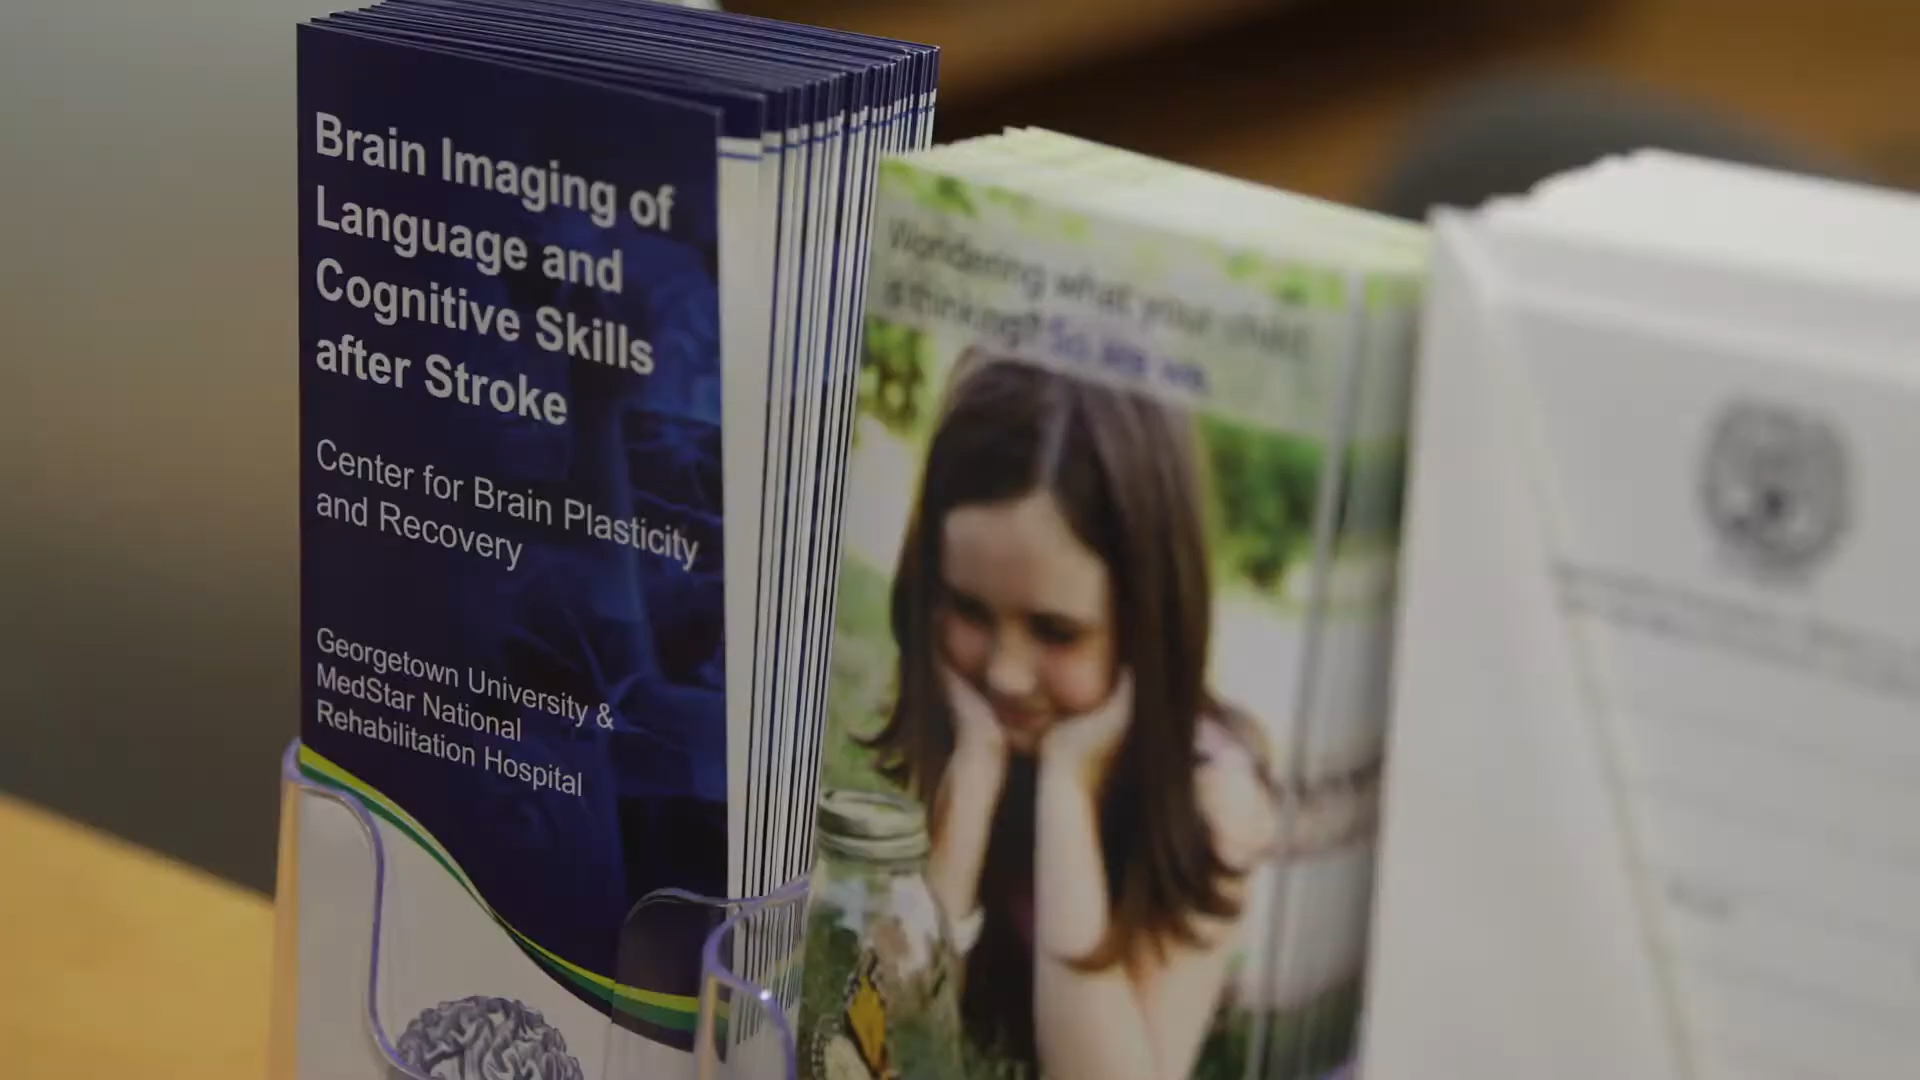 Brain Imaging of
Language and
Cognitive Skills
after Stroke
Center for Brain Plasticity
and Recovery
Georgetown University &
MedStar National
Rehabilitation Hospital
Wondering what your child
is thinking? So are we.